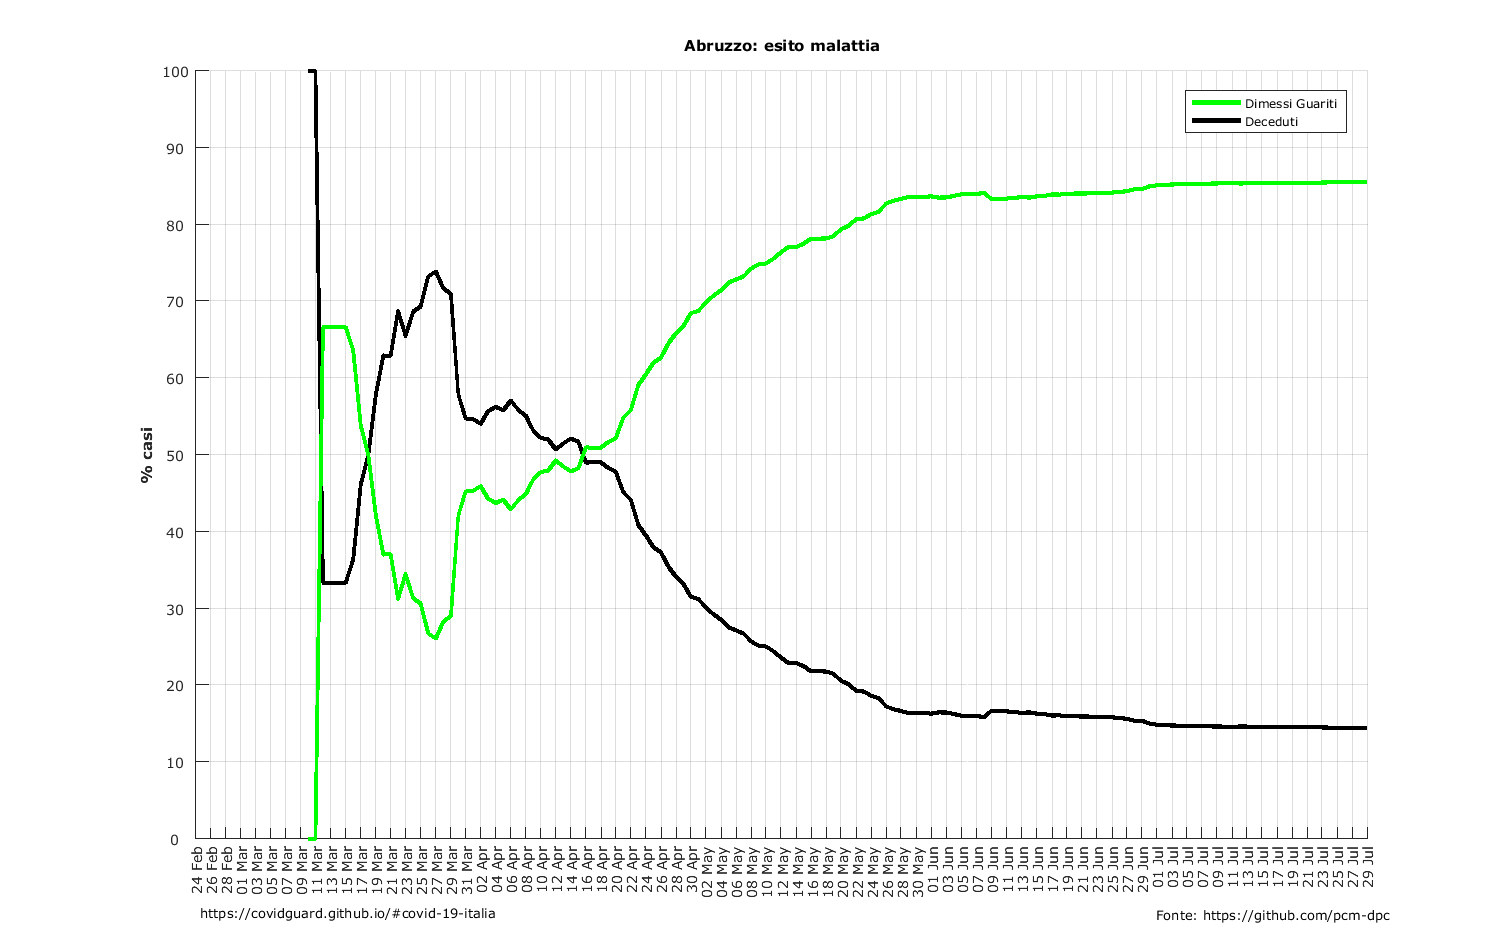 Abruzzo: esito malattia
Dimessi Guariti
Deceduti
% casi
100
90
80
70
60
50
40
30
20
10
0
24 Feb
26 Feb
28 Feb
01 Mar
03 Mar
05 Mar
07 Mar
09 Mar
11 Mar
13 Mar
15 Mar
17 Mar
19 Mar
21 Mar
23 Mar
25 Mar
27 Mar
29 Mar
31 Mar
02 Apr
04 Apr
06 Apr
08 Apr
10 Apr
12 Apr
14 Apr
16 Apr
18 Apr
20 Apr
22 Apr
24 Apr
26 Apr
28 Apr
30 Apr
02 May
04 May
06 May
08 May
10 May
12 May
14 May
16 May
18 May
20 May
22 May
24 May
26 May
28 May
30 May
01 Jun
03 Jun
05 Jun
07 Jun
09 Jun
11 Jun
13 Jun
15 Jun
17 Jun
19 Jun
21 Jun
23 Jun
25 Jun
27 Jun
29 Jun
01 Jul
03 Jul
05 Jul
07 Jul
09 Jul
11 Jul
13 Jul
15 Jul
17 Jul
19 Jul
21 Jul
23 Jul
25 Jul
27 Jul
29 Jul
https://covidguard.github.io/#covid-19-italia
Fonte: https://github.com/pcm-dpc